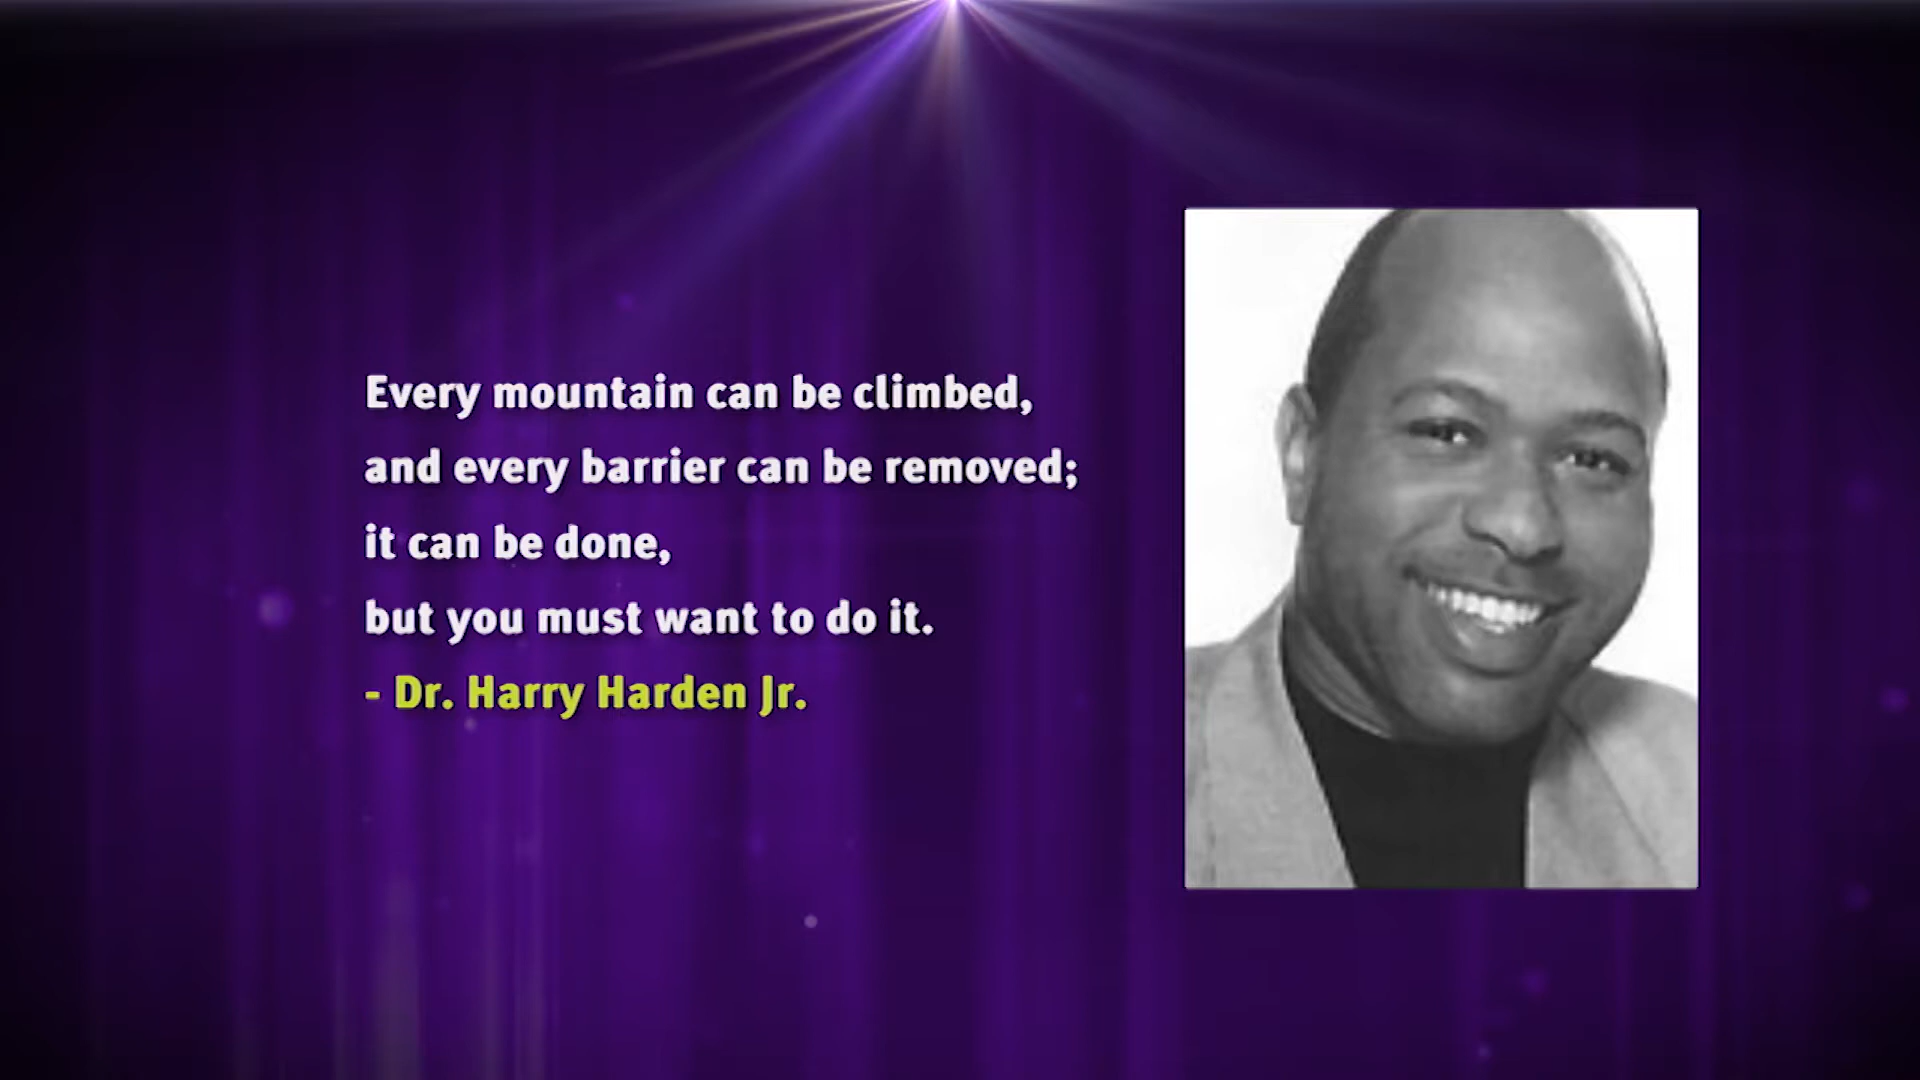 Every mountain can be climbed,
and every barrier can be removed;
it can be done,
but you must want to do it.
- Dr. Harry Harden Jr.